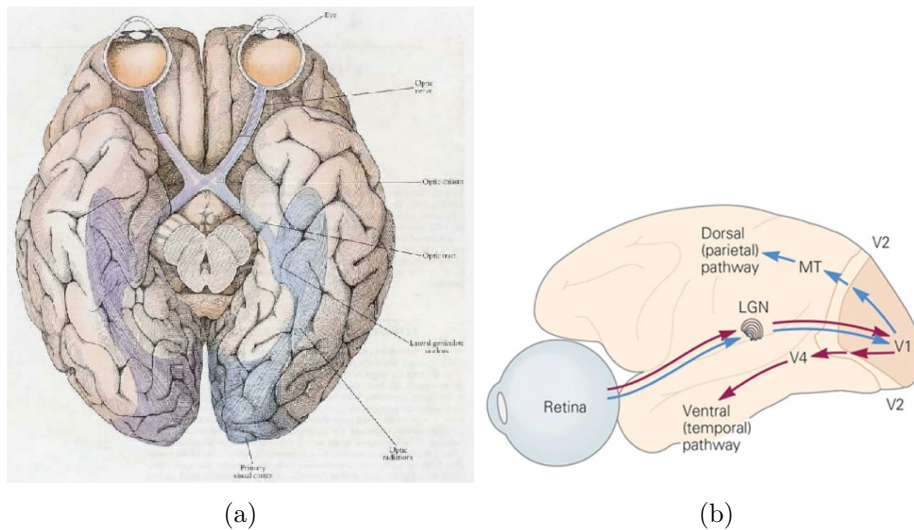 Eye
Optic
nerve
Optic chiasm
Optic tract
Lateral geniculate
nucleus
Optic
radiations
Primary
visual cortex
(a)
Dorsal
(parietal)
pathway
MT
V2
LGN
V1
V4
V2
Retina
Ventral
(temporal)
pathway
(b)